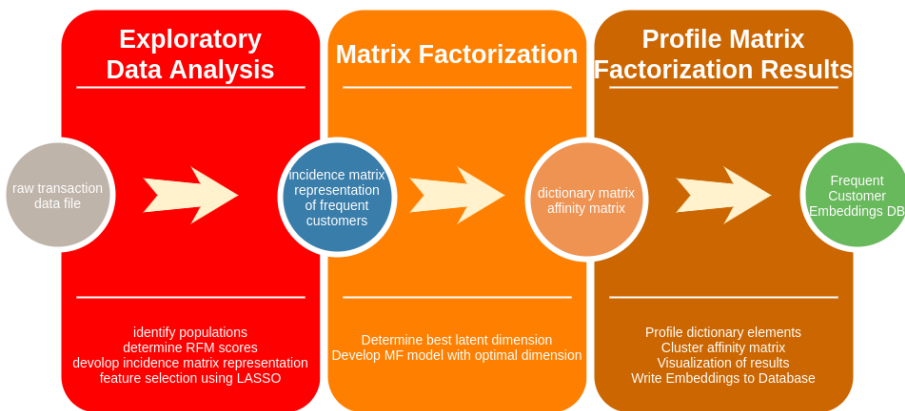 Exploratory
Data Analysis
Matrix Factorization
Profile Matrix
Factorization Results
raw transaction
data file
incidence matrix
representation
of frequent
customers
dictionary matrix
affinity matrix
Frequent
Customer
Embeddings DB
identify populations
determine RFM scores
develop incidence matrix representation
feature selection using LASSO
Determine best latent dimension
Develop MF model with optimal dimension
Profile dictionary elements
Cluster affinity matrix
Visualization of results
Write Embeddings to Database